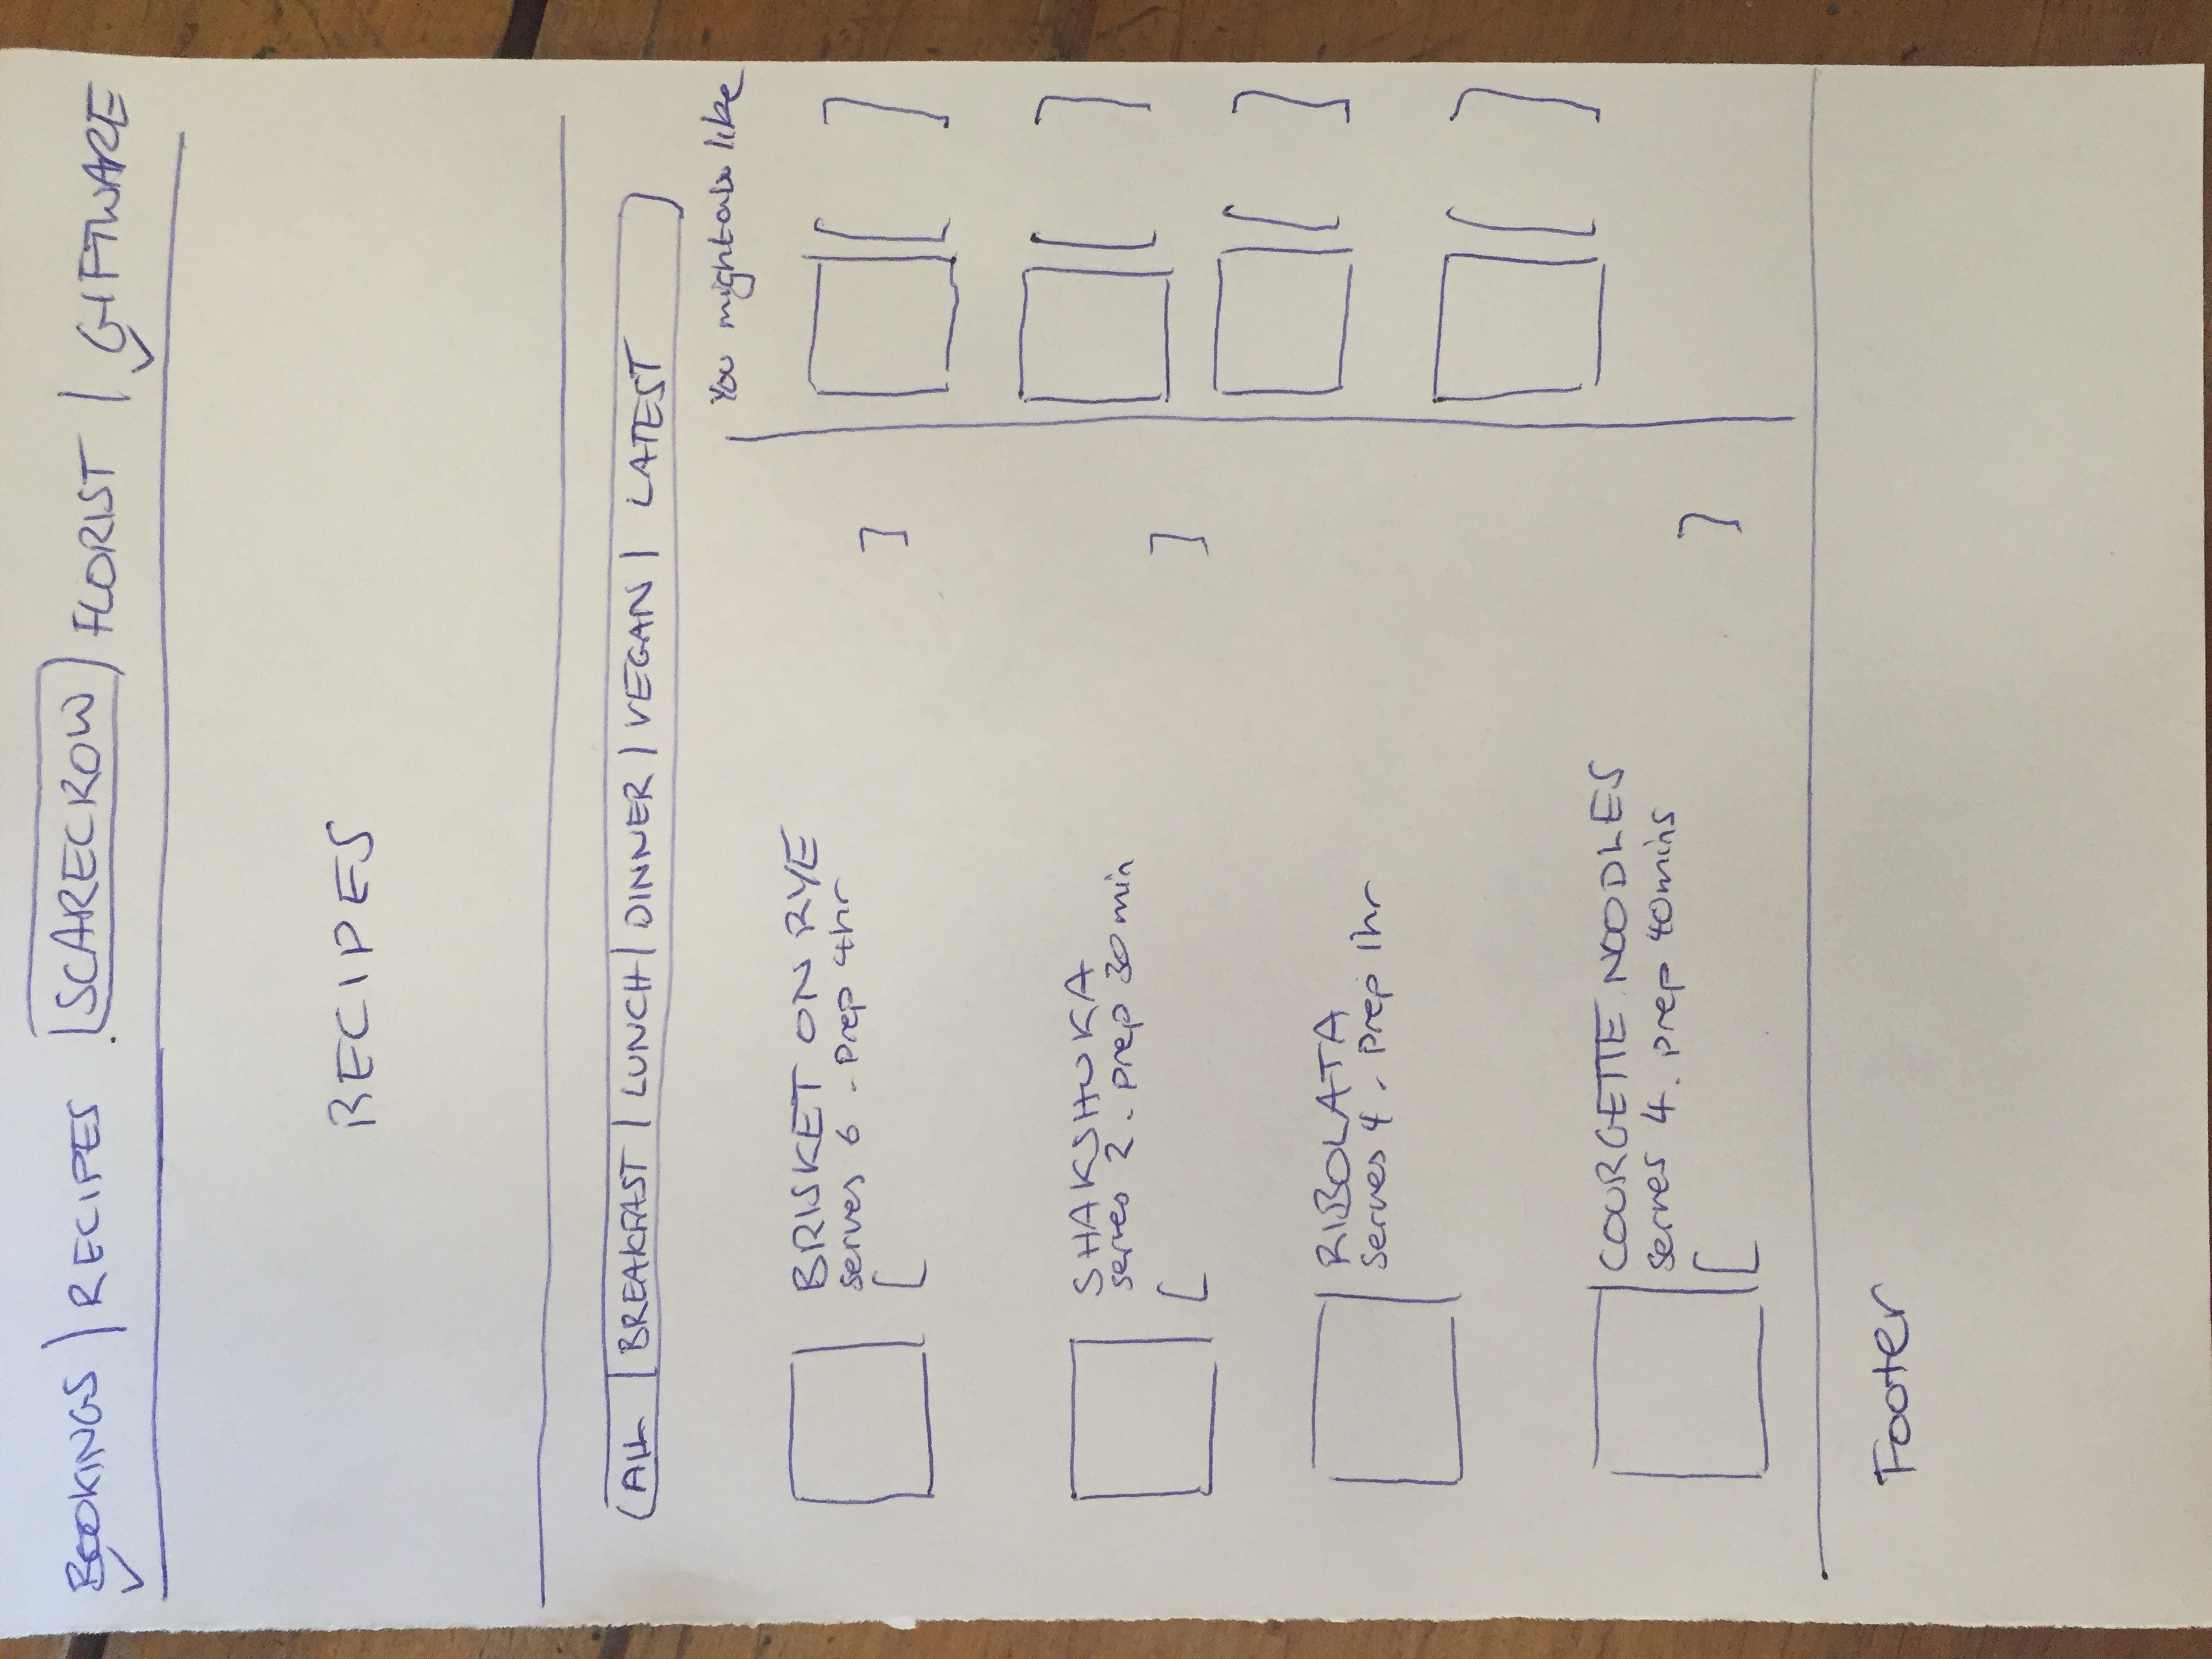 BOOKINGS | RECIPES SCARECROW FLORIST | GIFTWARE
RECIPES
ALL | BREAKFAST | LUNCH | DINNER | VEGAN | LATEST
You might also like
BRISKET ON RYE
serves 6 - Prep 4hr
[ ]
SHAKSHUKA
serves 2. prep 30 min
[ ]
RIBOLATA
serves 4 - Prep 1hr
COURGETTE NOODLES
serves 4. prep 40mins
[ ]
[ ]
[ ]
[ ]
[ ]
Footer